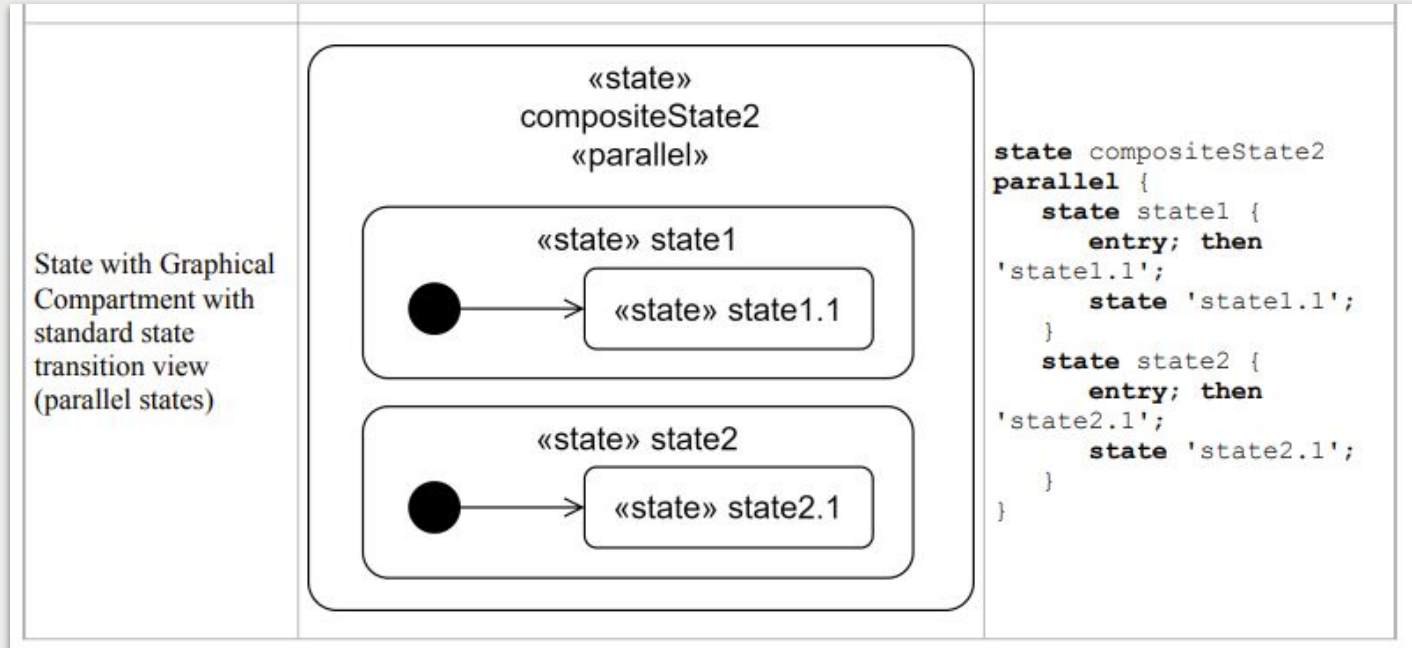 State with Graphical
Compartment with
standard state
transition view
(parallel states)
«state»
compositeState2
«parallel»
«state» state1
«state» state1.1
«state» state2
«state» state2.1
state compositeState2
parallel {
state state1 {
entry; then
'state1.1';
state 'state1.1';
}
state state2 {
entry; then
'state2.1';
state 'state2.1';
}
}